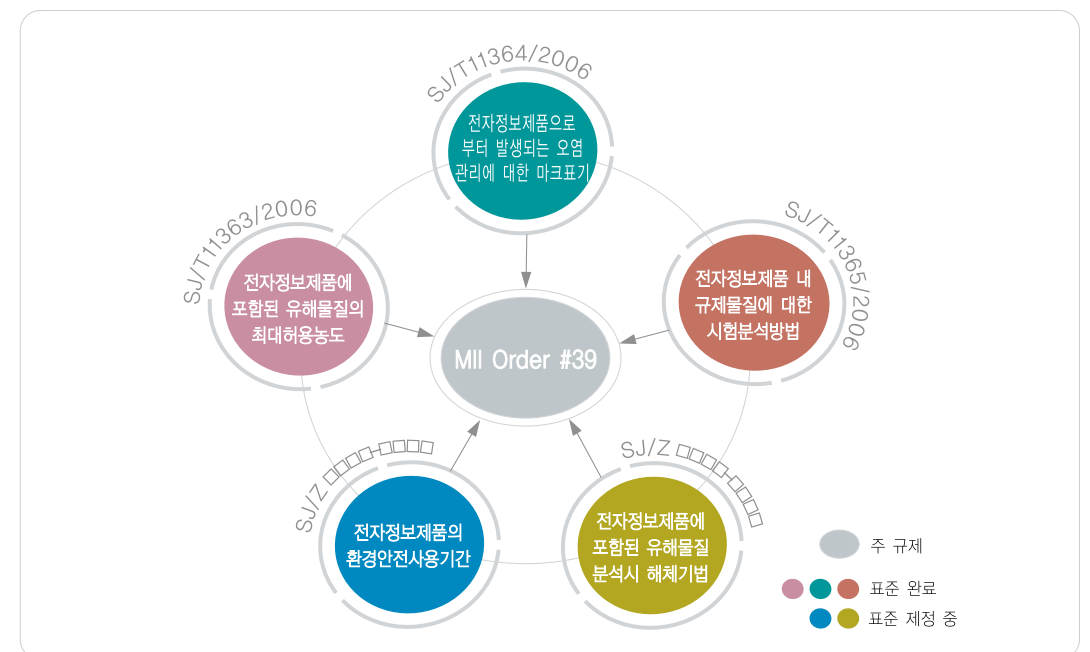 SJ/T11364/2006
전자정보제품으로
부터 발생되는 오염
관리에 대한 마크표기
SJ/T11363/2006
전자정보제품에
포함된 유해물질의
최대허용농도
SJ/T11365/2006
전자정보제품 내
규제물질에 대한
시험분석방법
MII Order #39
SJ/Z □□□□-□□□□
전자정보제품의
환경안전사용기간
SJ/Z □□□□-□□□□
전자정보제품에
포함된 유해물질
분석시 해체기법
주 규제
표준 완료
표준 제정 중